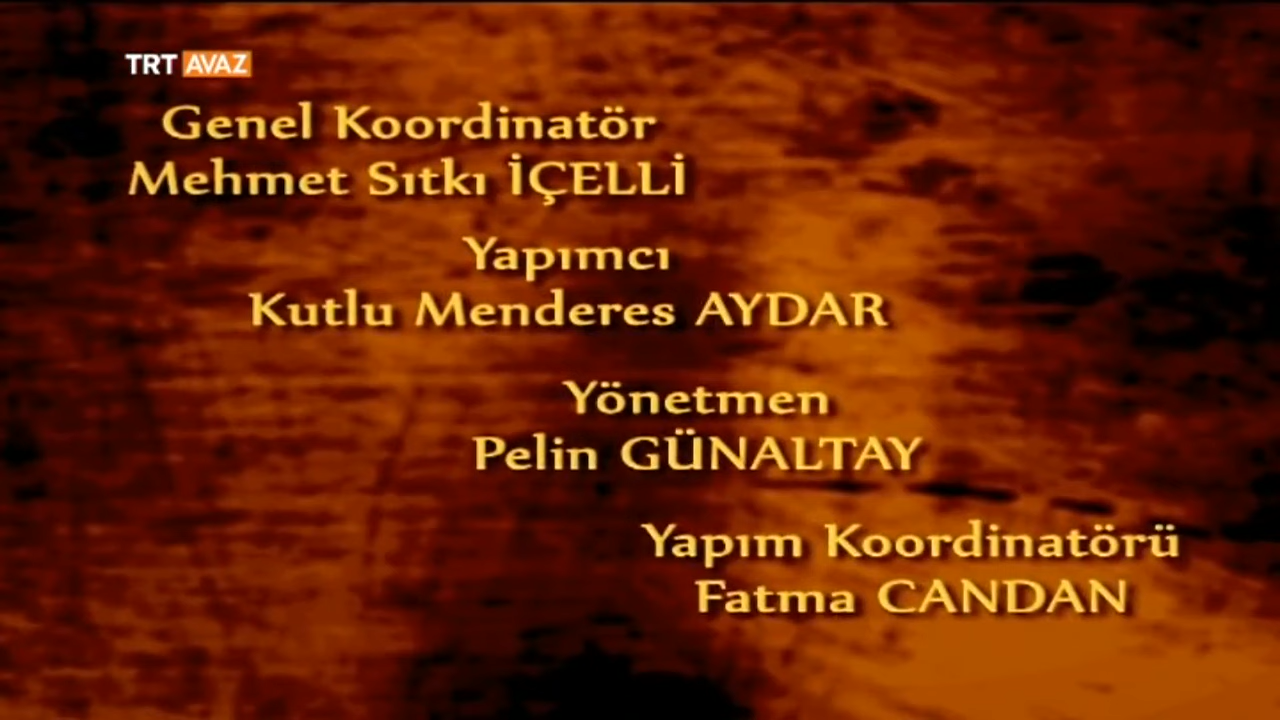 TRT AVAZ
Genel Koordinatör
Mehmet Sıtkı İÇELLİ
Yapımcı
Kutlu Menderes AYDAR
Yönetmen
Pelin GÜNALTAY
Yapım Koordinatörü
Fatma CANDAN